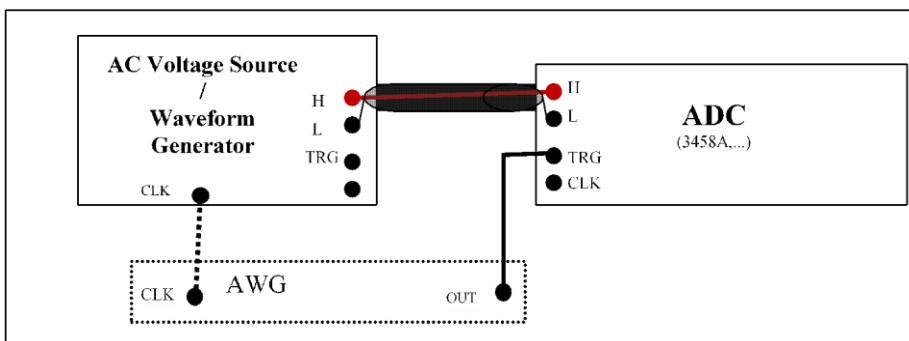 AC Voltage Source
/
Waveform
Generator
H
L
TRG
CLK
H
L
TRG
CLK
ADC
(3458A,...)
CLK
AWG
OUT